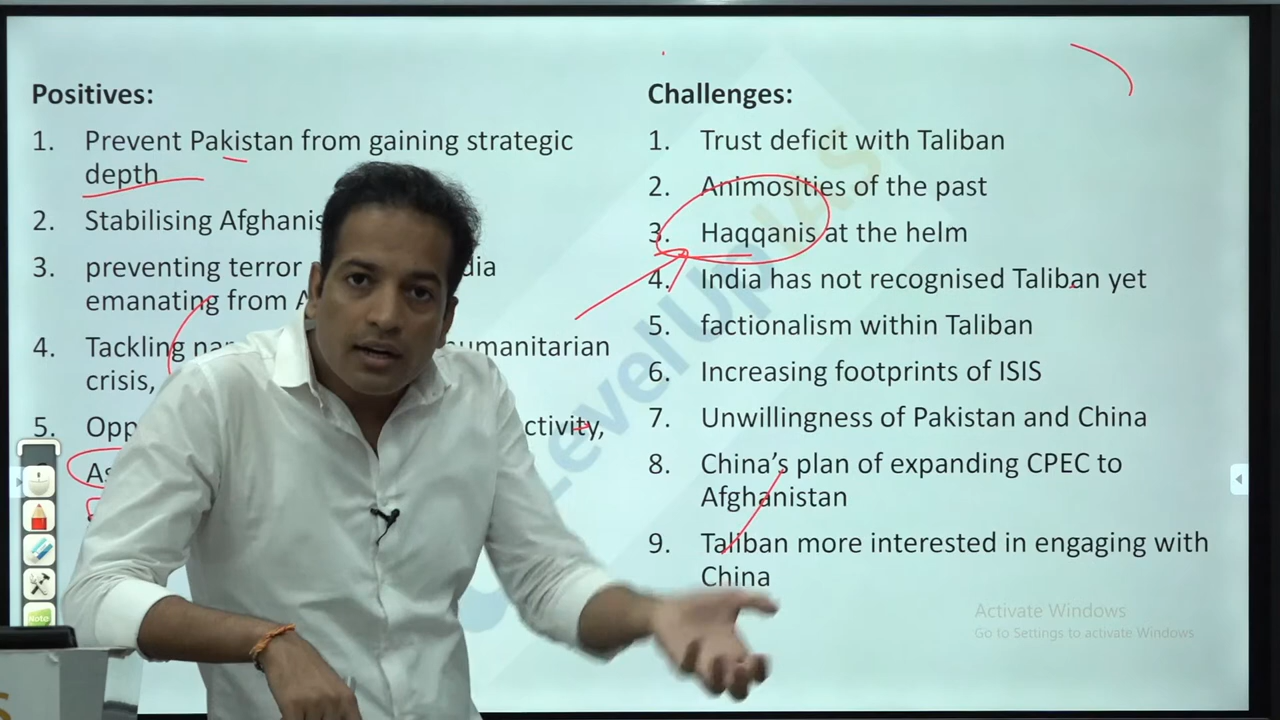 Positives:
1. Prevent Pakistan from gaining strategic
depth
2. Stabilising
3. preventing terror
emanating from
4. Tackling humanitarian
crisis,
5.
Challenges:
1. Trust deficit with Taliban
2. Animosities of the past
3. Haqqanis at the helm
4. India has not recognised Taliban yet
5. factionalism within Taliban
6. Increasing footprints of ISIS
7. Unwillingness of Pakistan and China
8. China's plan of expanding CPEC to
Afghanistan
9. Taliban more interested in engaging with
China
LevelUp IAS
Activate Windows
Go to Settings to activate Windows
Note